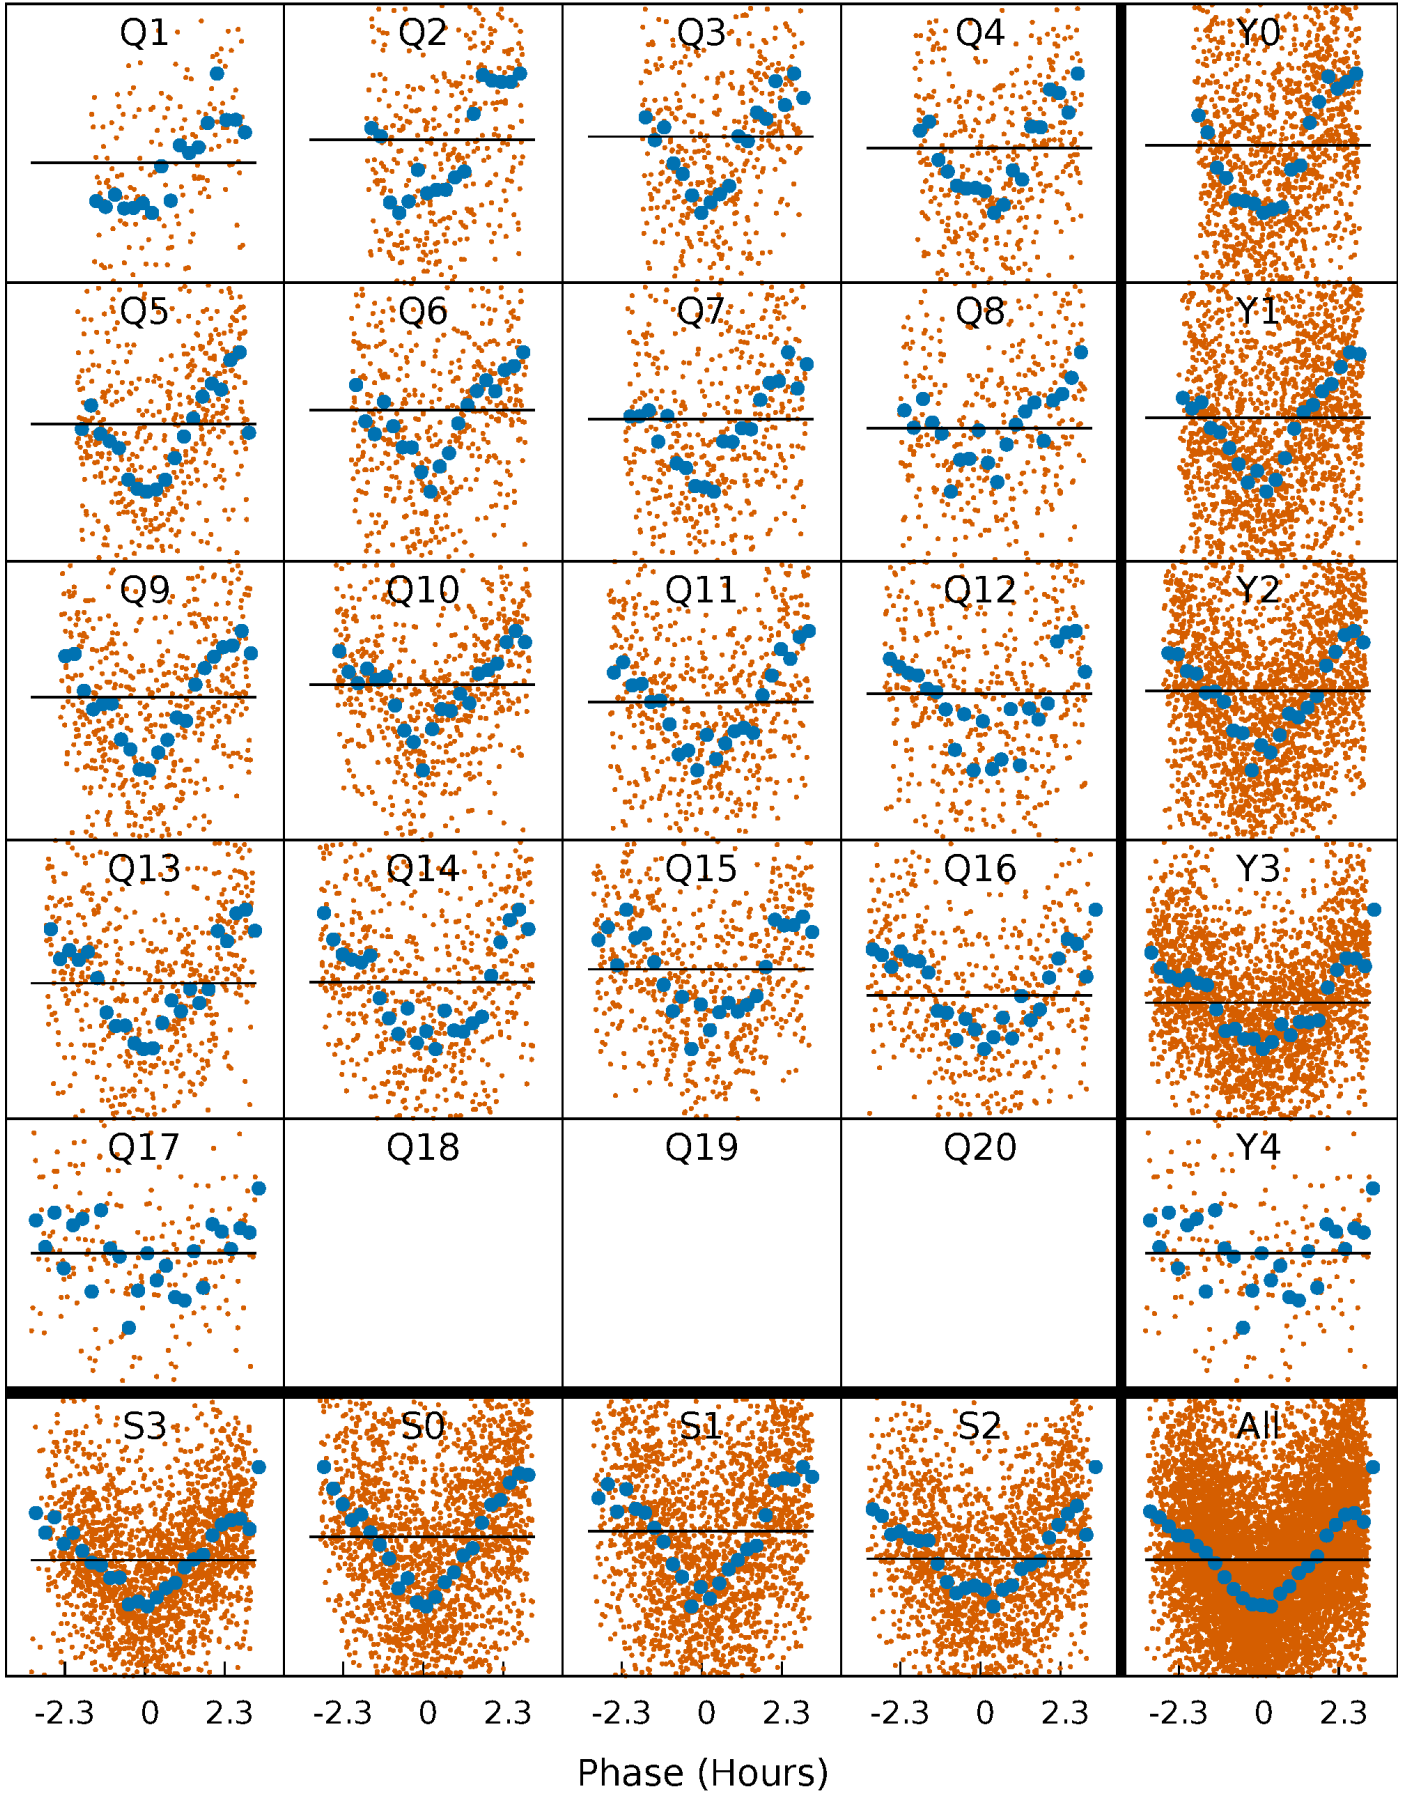 Q1 Q2 Q3 Q4 Y0
Q5 Q6 Q7 Q8 Y1
Q9 Q10 Q11 Q12 Y2
Q13 Q14 Q15 Q16 Y3
Q17 Q18 Q19 Q20 Y4
S3 S0 S1 S2 All
-2.3 0 2.3 -2.3 0 2.3 -2.3 0 2.3 -2.3 0 2.3 -2.3 0 2.3
Phase (Hours)